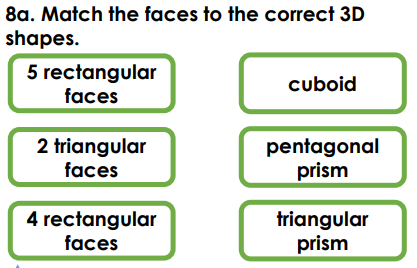 8a. Match the faces to the correct 3D
shapes.
5 rectangular
faces
cuboid
2 triangular
faces
pentagonal
prism
4 rectangular
faces
triangular
prism